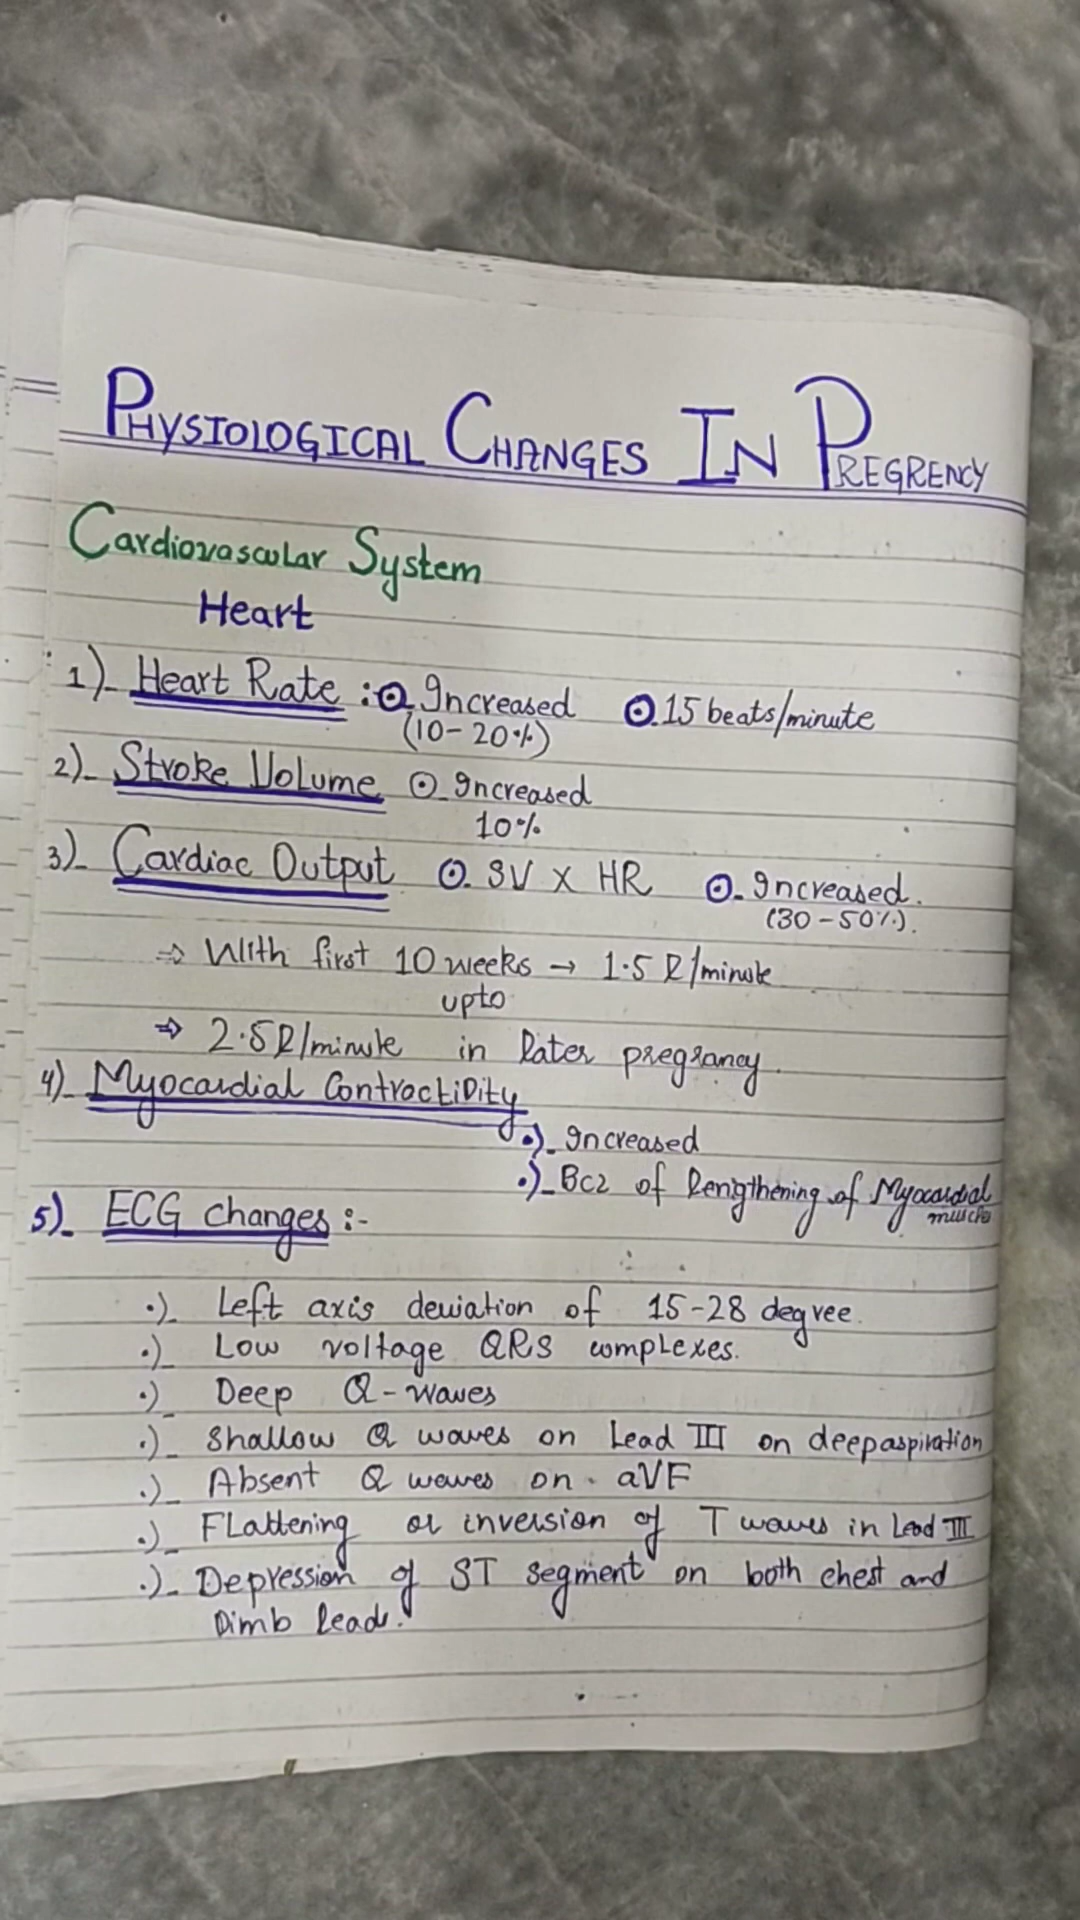 PHYSIOLOGICAL CHANGES IN PREGRENCY
Cardiovascular System
Heart
1) Heart Rate : Increased 15 beats/minute
(10-20%)
2) Stroke Volume Increased
10%
3) Cardiac Output SV X HR Increased.
(30-50%).
⇒ With first 10 weeks → 1.5 l/minute
upto
⇒ 2.5l/minute in later pregnancy.
4) Myocardial Contractility
.) Increased
.) Bcz of lengthening of Myocardial
muscle
5) ECG changes :-
.) Left axis deviation of 15-28 degree.
.) Low voltage QRS complexes.
.) Deep Q-waves
.) Shallow Q waves on Lead III on deepaspiration
.) Absent Q waves on aVF
.) Flattening or inversion of T waves in Lead III
.) Depression of ST segment on both chest and
limb leads.